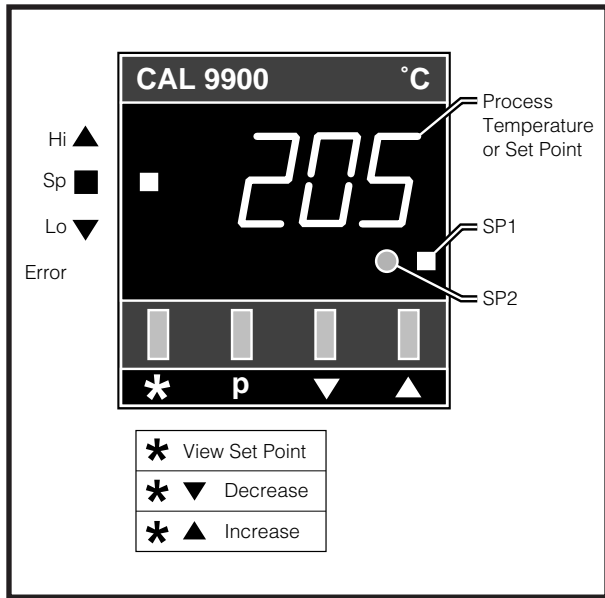 CAL 9900 °C
205
Hi ▲
Sp ■
Lo ▼
Error
Process
Temperature
or Set Point
SP1
SP2
* p ▼ ▲
* View Set Point
* ▼ Decrease
* ▲ Increase